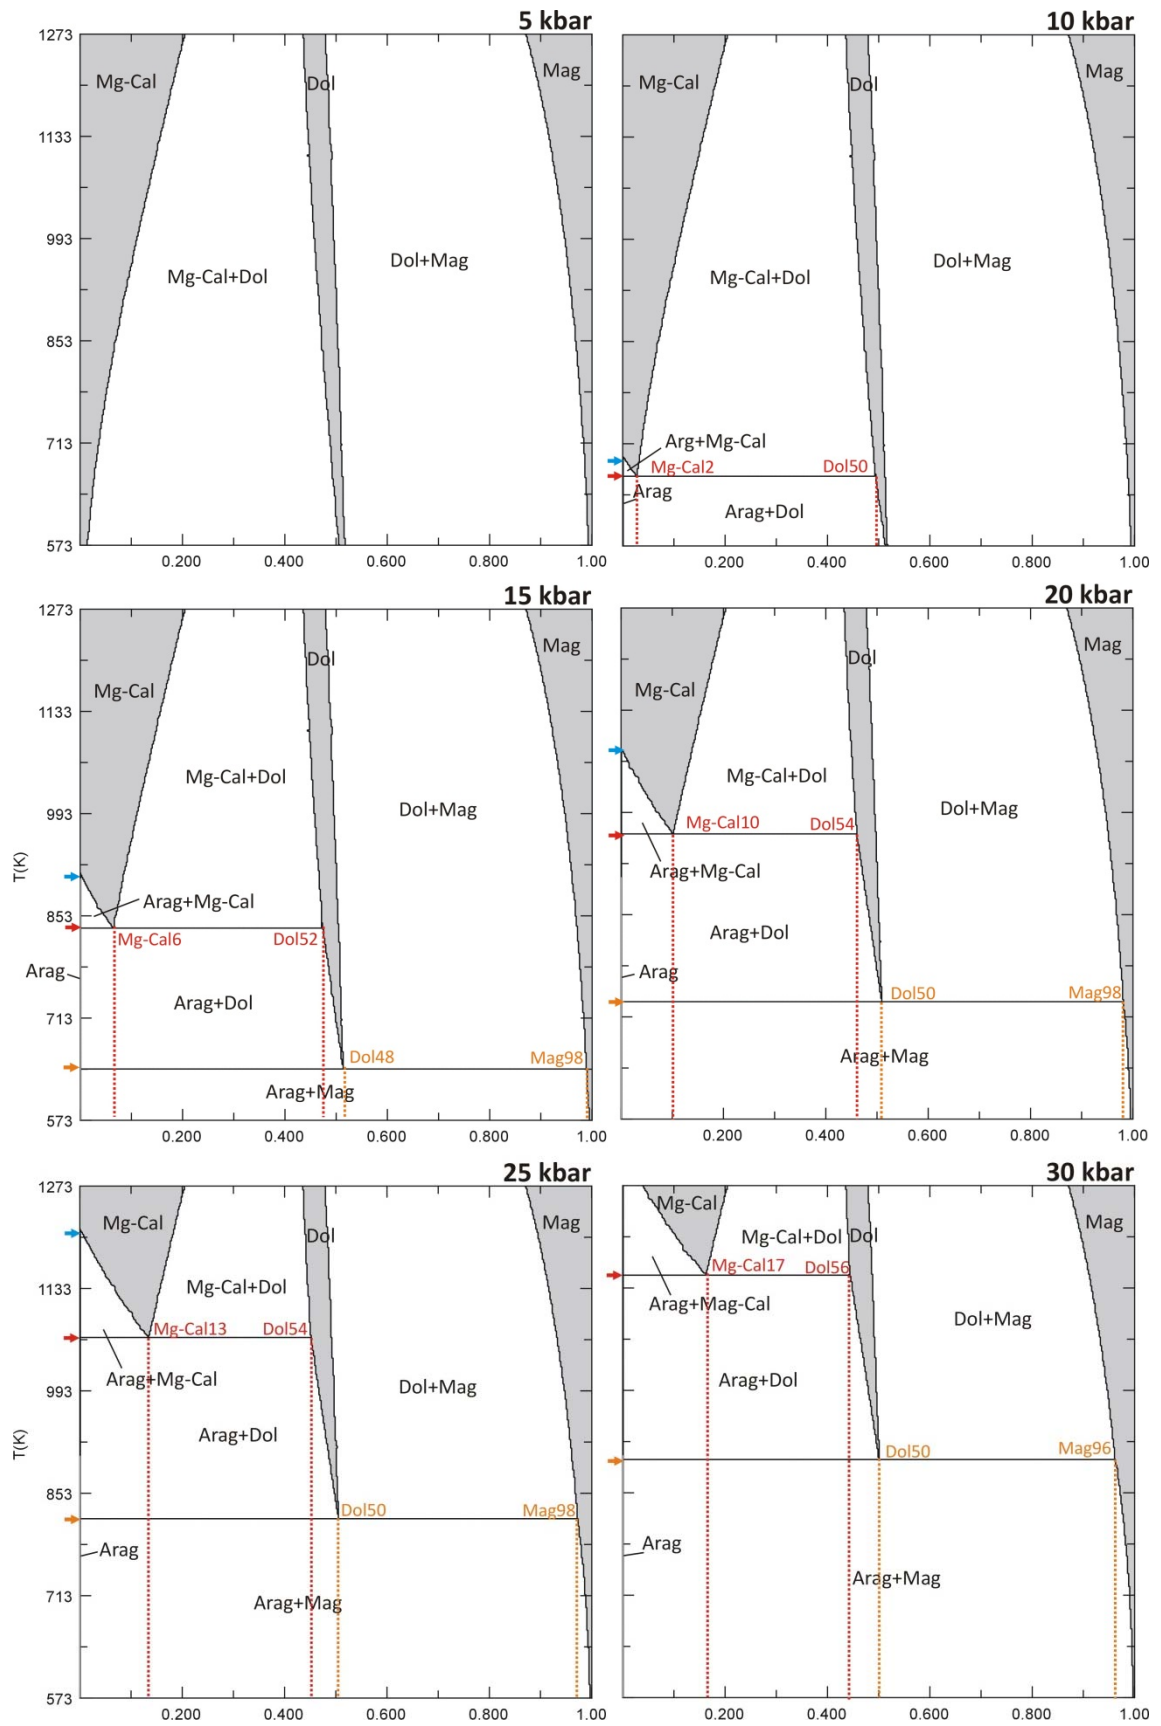 5 kbar
1273
Mg-Cal
Dol
Mag
1133
993
Dol+Mag
Mg-Cal+Dol
853
713
573
0.200 0.400 0.600 0.800 1.00
10 kbar
Mg-Cal
Dol
Mag
Dol+Mag
Mg-Cal+Dol
Arg+Mg-Cal
Mg-Cal2 Dol50
Arag
Arag+Dol
0.200 0.400 0.600 0.800 1.00
15 kbar
1273
Mag
Dol
Mg-Cal
1133
Mg-Cal+Dol
Dol+Mag
993
T(K)
853
Arag+Mg-Cal
Mg-Cal6 Dol52
Arag
Arag+Dol
713
Dol48 Mag98
Arag+Mag
573
0.200 0.400 0.600 0.800 1.00
20 kbar
Mag
Dol
Mg-Cal
Mg-Cal+Dol
Dol+Mag
Mg-Cal10 Dol54
Arag+Mg-Cal
Arag+Dol
Arag
Dol50 Mag98
Arag+Mag
0.200 0.400 0.600 0.800 1.00
25 kbar
1273
Mg-Cal
Mag
Dol
1133
Mg-Cal+Dol
Mg-Cal13 Dol54
Arag+Mg-Cal
Dol+Mag
993
T(K)
Arag+Dol
853
Dol50 Mag98
Arag
713
Arag+Mag
573
0.200 0.400 0.600 0.800 1.00
30 kbar
Mg-Cal
Mag
Mg-Cal+Dol
Dol
Mg-Cal17 Dol56
Arag+Mag-Cal
Dol+Mag
Arag+Dol
Dol50 Mag96
Arag
Arag+Mag
0.200 0.400 0.600 0.800 1.00